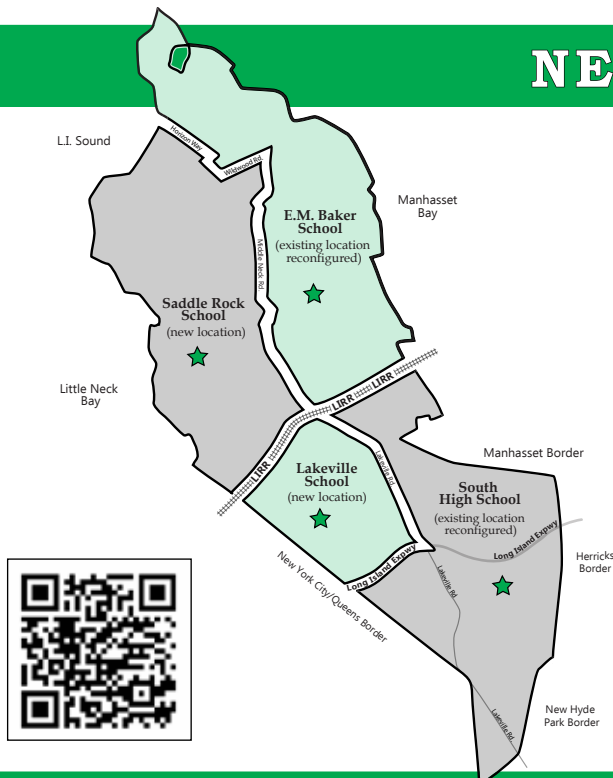 NE
L.I. Sound
Horizon Way
Wildwood Rd.
Manhasset
Bay
E.M. Baker
School
(existing location
reconfigured)
Middle Neck Rd.
Saddle Rock
School
(new location)
Little Neck
Bay
LIRR
LIRR
LIRR
Lakeville Rd.
Manhasset Border
Lakeville
School
(new location)
South
High School
(existing location
reconfigured)
Long Island Expwy
Long Island Expwy
Herricks
Border
New York City/Queens Border
Lakeville Rd
New Hyde
Park Border
Lakeville Rd